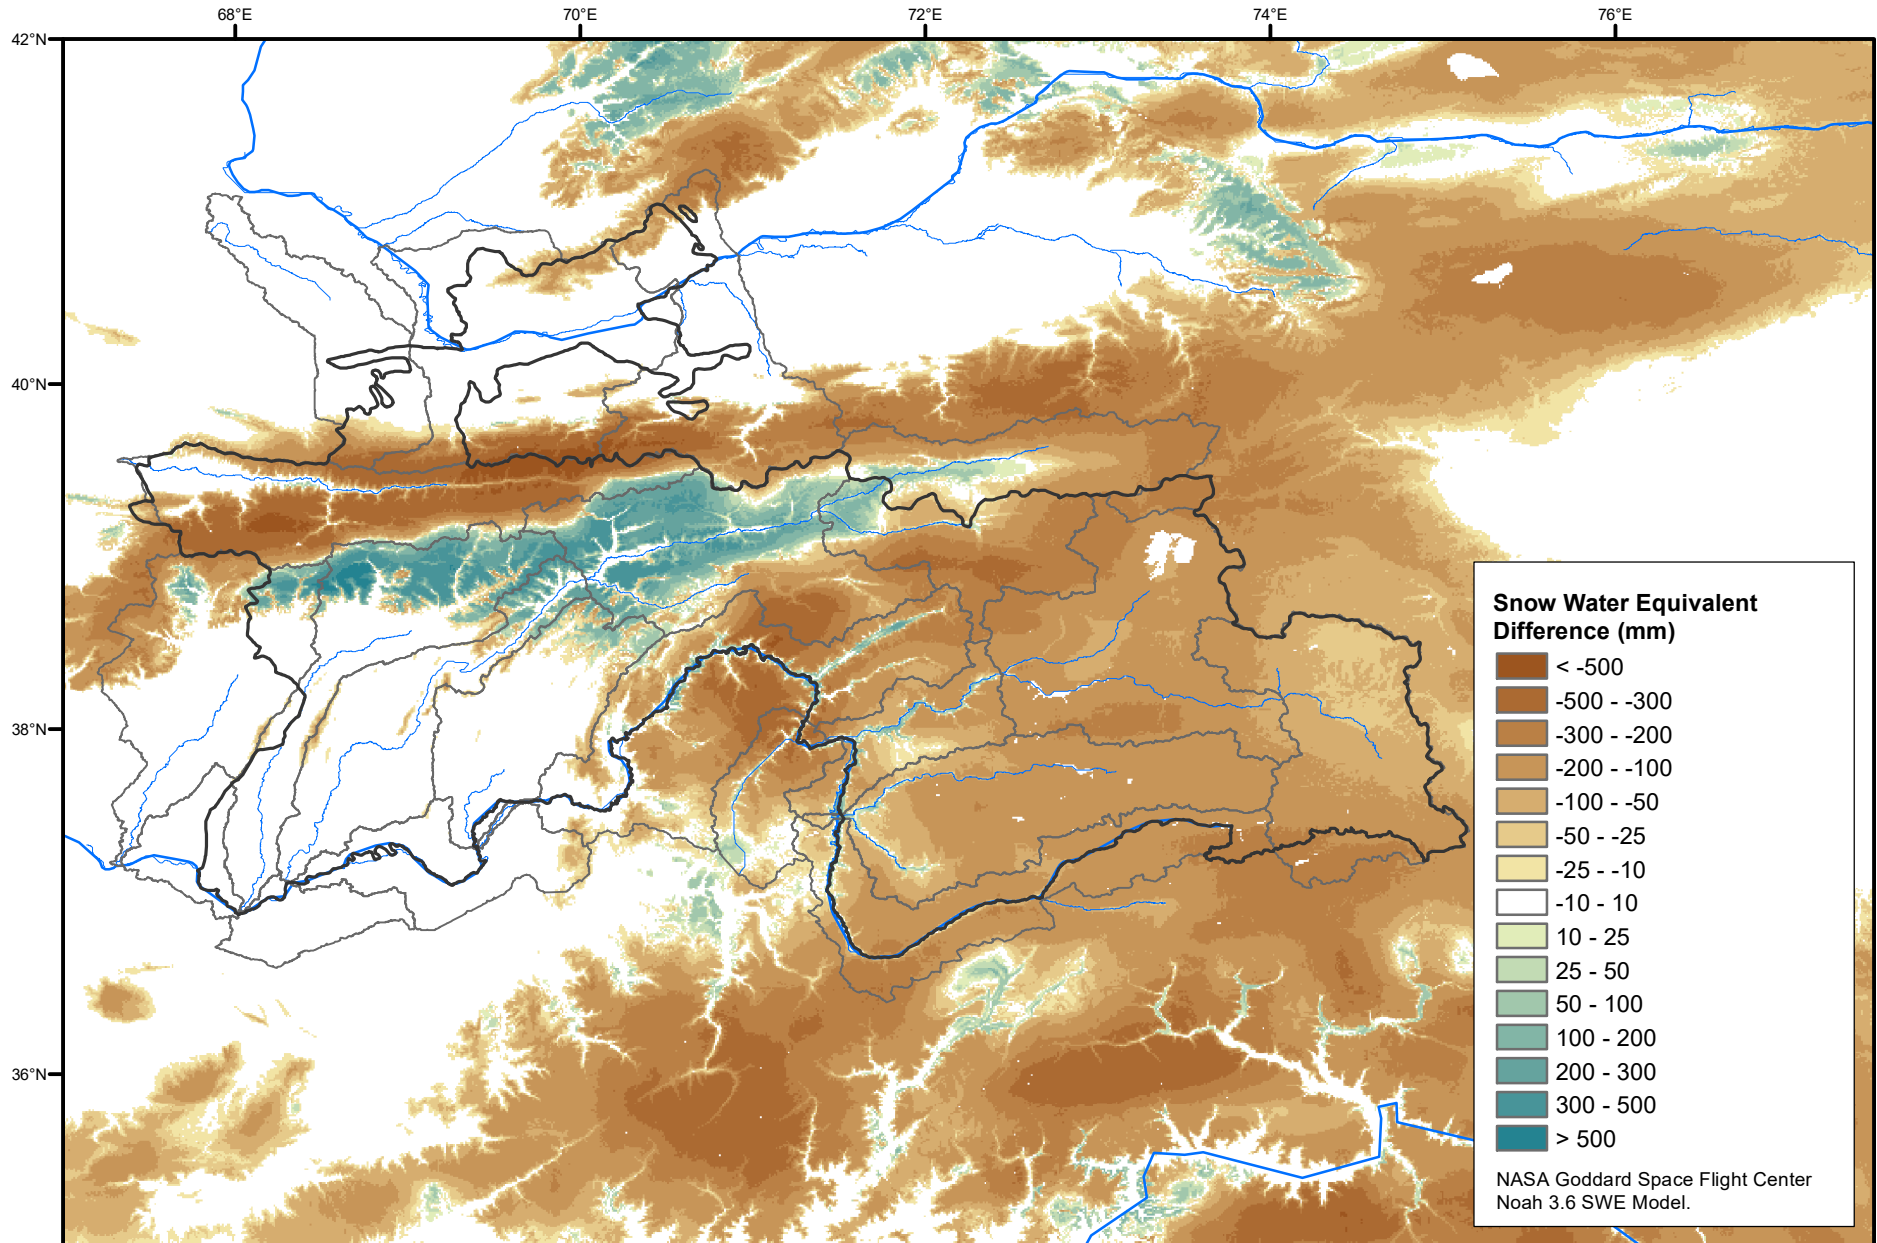 68°E
70°E
72°E
74°E
76°E
42°N
40°N
38°N
36°N
Snow Water Equivalent
Difference (mm)
< -500
-500 - -300
-300 - -200
-200 - -100
-100 - -50
-50 - -25
-25 - -10
-10 - 10
10 - 25
25 - 50
50 - 100
100 - 200
200 - 300
300 - 500
> 500
NASA Goddard Space Flight Center
Noah 3.6 SWE Model.